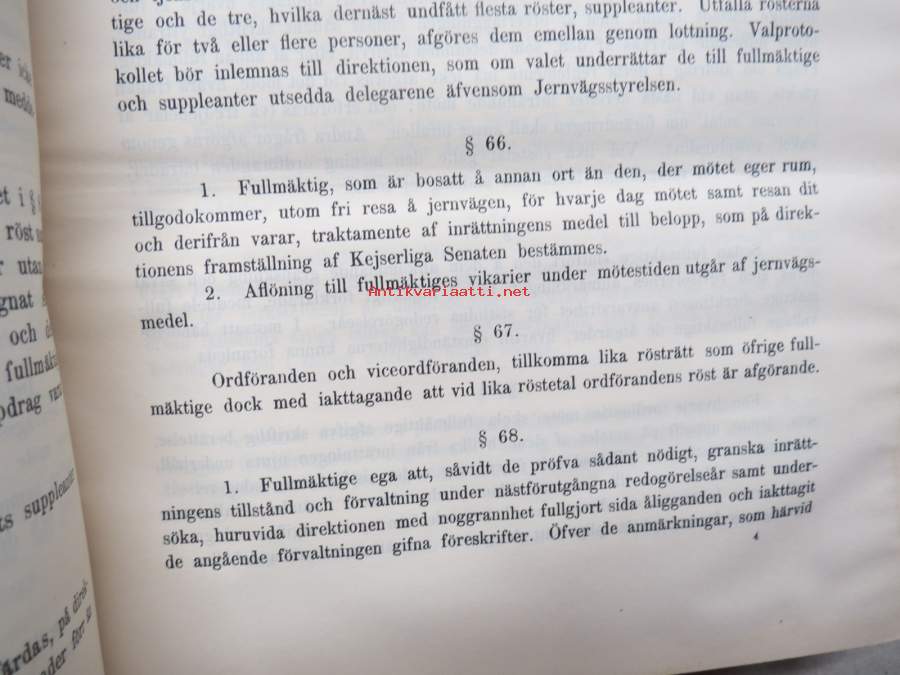 tige och de tre, hvilka dernäst undfått flesta röster, suppleanter. Utfalla rösterna
lika för två eller flere personer, afgöres dem emellan genom lottning. Valproto-
kollet bör inlemnas till direktionen, som om valet underrättar de till fullmäktige
och suppleanter utsedda delegarene äfvensom Jernvägsstyrelsen.
§ 66.
1. Fullmäktig, som är bosatt å annan ort än den, der mötet eger rum,
tillgodokommer, utom fri resa å jernvägen, för hvarje dag mötet samt resan dit
och derifrån varar, traktamente af inrättningens medel till belopp, som på direk-
tionens framställning af Kejserliga Senaten bestämmes.
2. Aflöning till fullmäktiges vikarier under mötestiden utgår af jernvägs-
medel.
Antikvariaatti.net
§ 67.
Ordföranden och viceordföranden, tillkomma lika rösträtt som öfrige full-
mäktige dock med iakttagande att vid lika röstetal ordförandens röst är afgörande.
§ 68.
1. Fullmäktige ega att, såvidt de pröfva sådant nödigt, granska inrätt-
ningens tillstånd och förvaltning under nästförutgångna redogörelseår samt under-
söka, huruvida direktionen med noggrannhet fullgjort sida åligganden och iakttagit
de angående förvaltningen gifna föreskrifter. Öfver de anmärkningar, som härvid
4